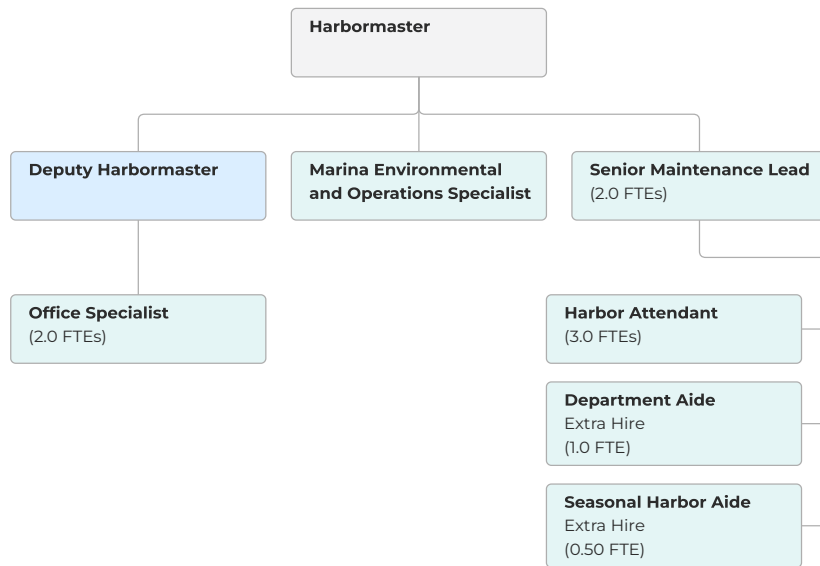 Harbormaster
Deputy Harbormaster
Marina Environmental
and Operations Specialist
Senior Maintenance Lead
(2.0 FTEs)
Office Specialist
(2.0 FTEs)
Harbor Attendant
(3.0 FTEs)
Department Aide
Extra Hire
(1.0 FTE)
Seasonal Harbor Aide
Extra Hire
(0.50 FTE)